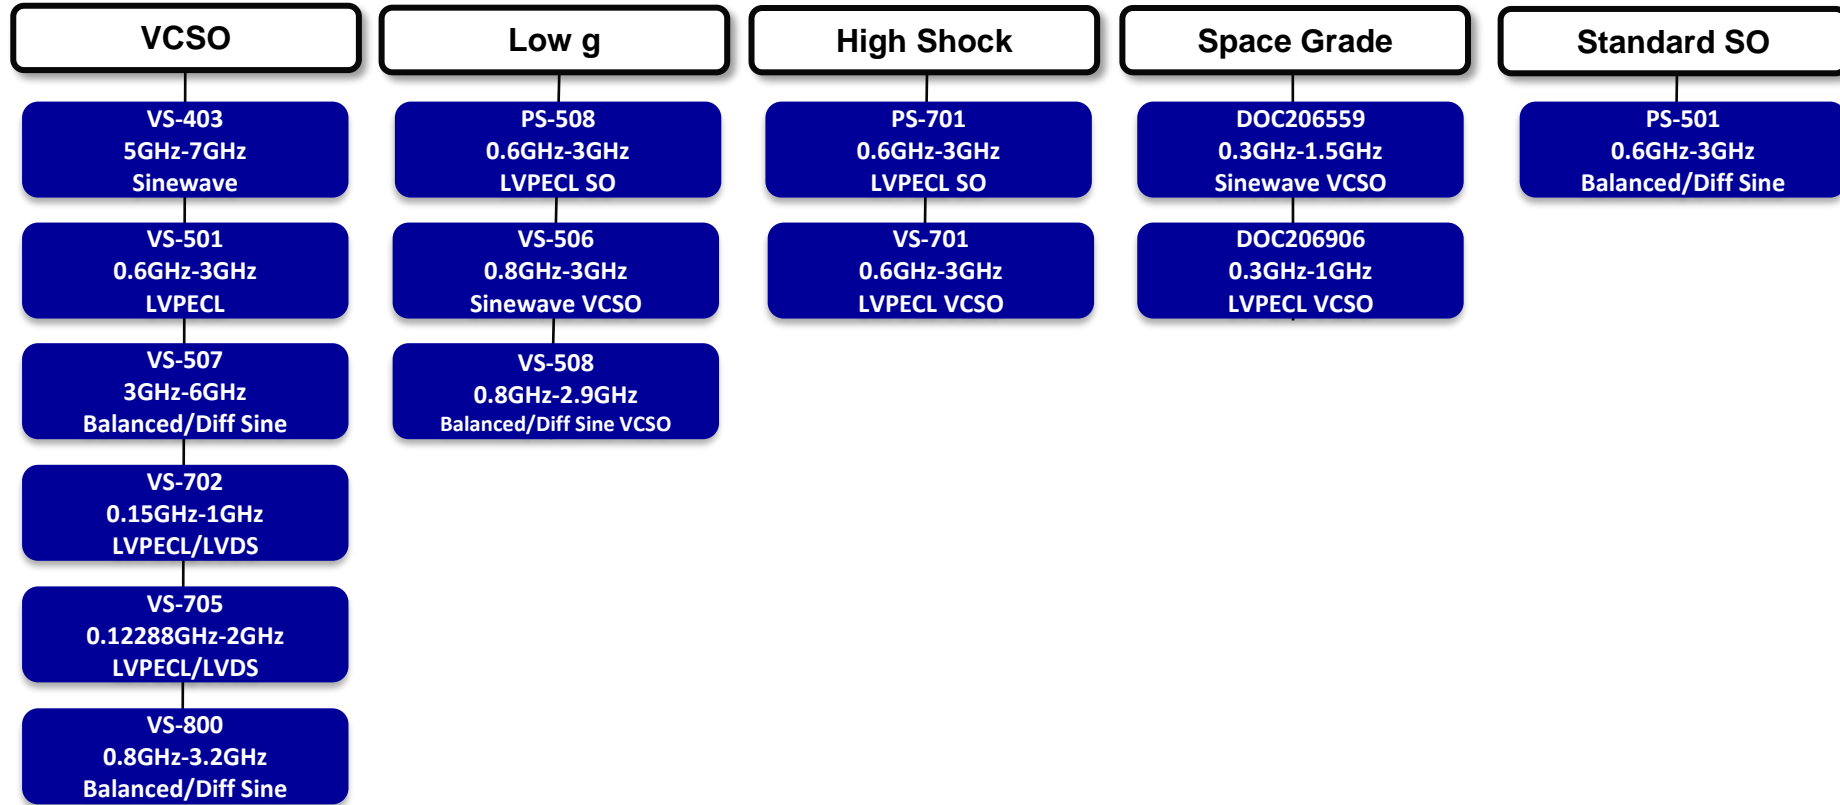 VCSO
VS-403
5GHz-7GHz
Sinewave
VS-501
0.6GHz-3GHz
LVPECL
VS-507
3GHz-6GHz
Balanced/Diff Sine
VS-702
0.15GHz-1GHz
LVPECL/LVDS
VS-705
0.12288GHz-2GHz
LVPECL/LVDS
VS-800
0.8GHz-3.2GHz
Balanced/Diff Sine
Low g
PS-508
0.6GHz-3GHz
LVPECL SO
VS-506
0.8GHz-3GHz
Sinewave VCSO
VS-508
0.8GHz-2.9GHz
Balanced/Diff Sine VCSO
High Shock
PS-701
0.6GHz-3GHz
LVPECL SO
VS-701
0.6GHz-3GHz
LVPECL VCSO
Space Grade
DOC206559
0.3GHz-1.5GHz
Sinewave VCSO
DOC206906
0.3GHz-1GHz
LVPECL VCSO
Standard SO
PS-501
0.6GHz-3GHz
Balanced/Diff Sine